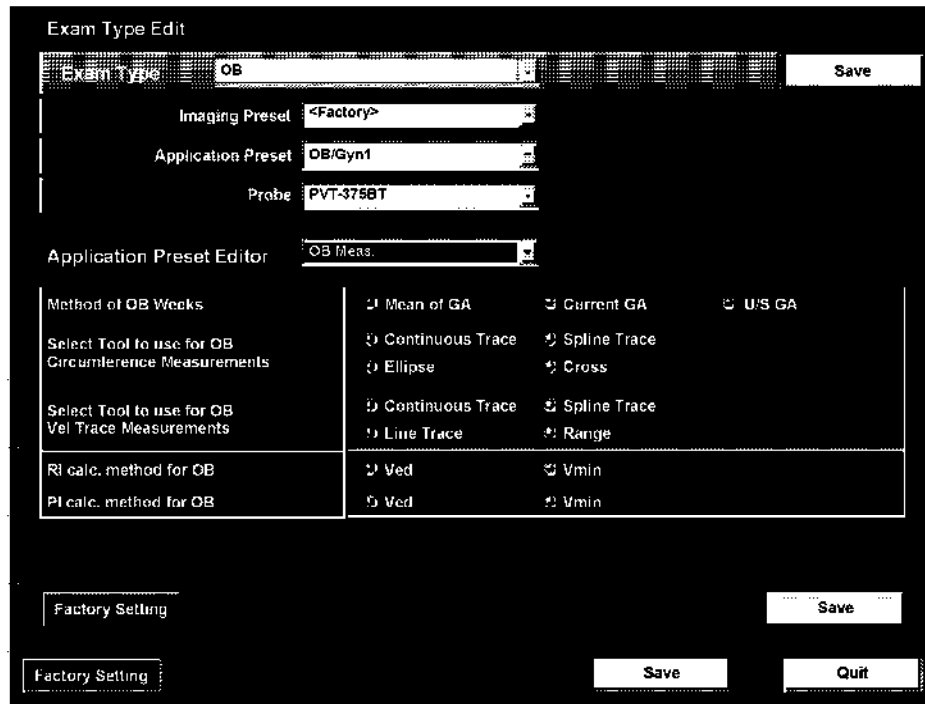 Exam Type Edit
Exam Type OB Save
Imaging Preset <Factory>
Application Preset OB/Gyn1
Probe PVT-375BT
Application Preset Editor OB Meas.
Method of OB Weeks Mean of GA Current GA U/S GA
Select Tool to use for OB
Circumference Measurements
Continuous Trace Spline Trace
Ellipse Cross
Select Tool to use for OB
Vel Trace Measurements
Continuous Trace Spline Trace
Line Trace Range
RI calc. method for OB Ved Vmin
PI calc. method for OB Ved Vmin
Factory Setting Save
Factory Setting Save Quit